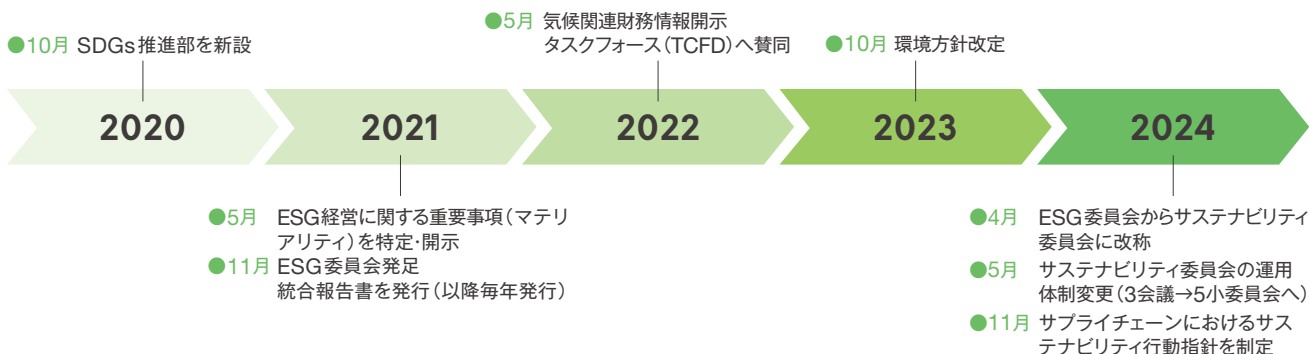 ●10月 SDGs推進部を新設
●5月 気候関連財務情報開示
タスクフォース(TCFD)へ賛同
●10月 環境方針改定
2020
2021
2022
2023
2024
●5月 ESG経営に関する重要事項(マテリ
アリティ)を特定・開示
●11月 ESG委員会発足
統合報告書を発行(以降毎年発行)
●4月 ESG委員会からサステナビリティ
委員会に改称
●5月 サステナビリティ委員会の運用
体制変更(3会議→5小委員会へ)
●11月 サプライチェーンにおけるサス
テナビリティ行動指針を制定